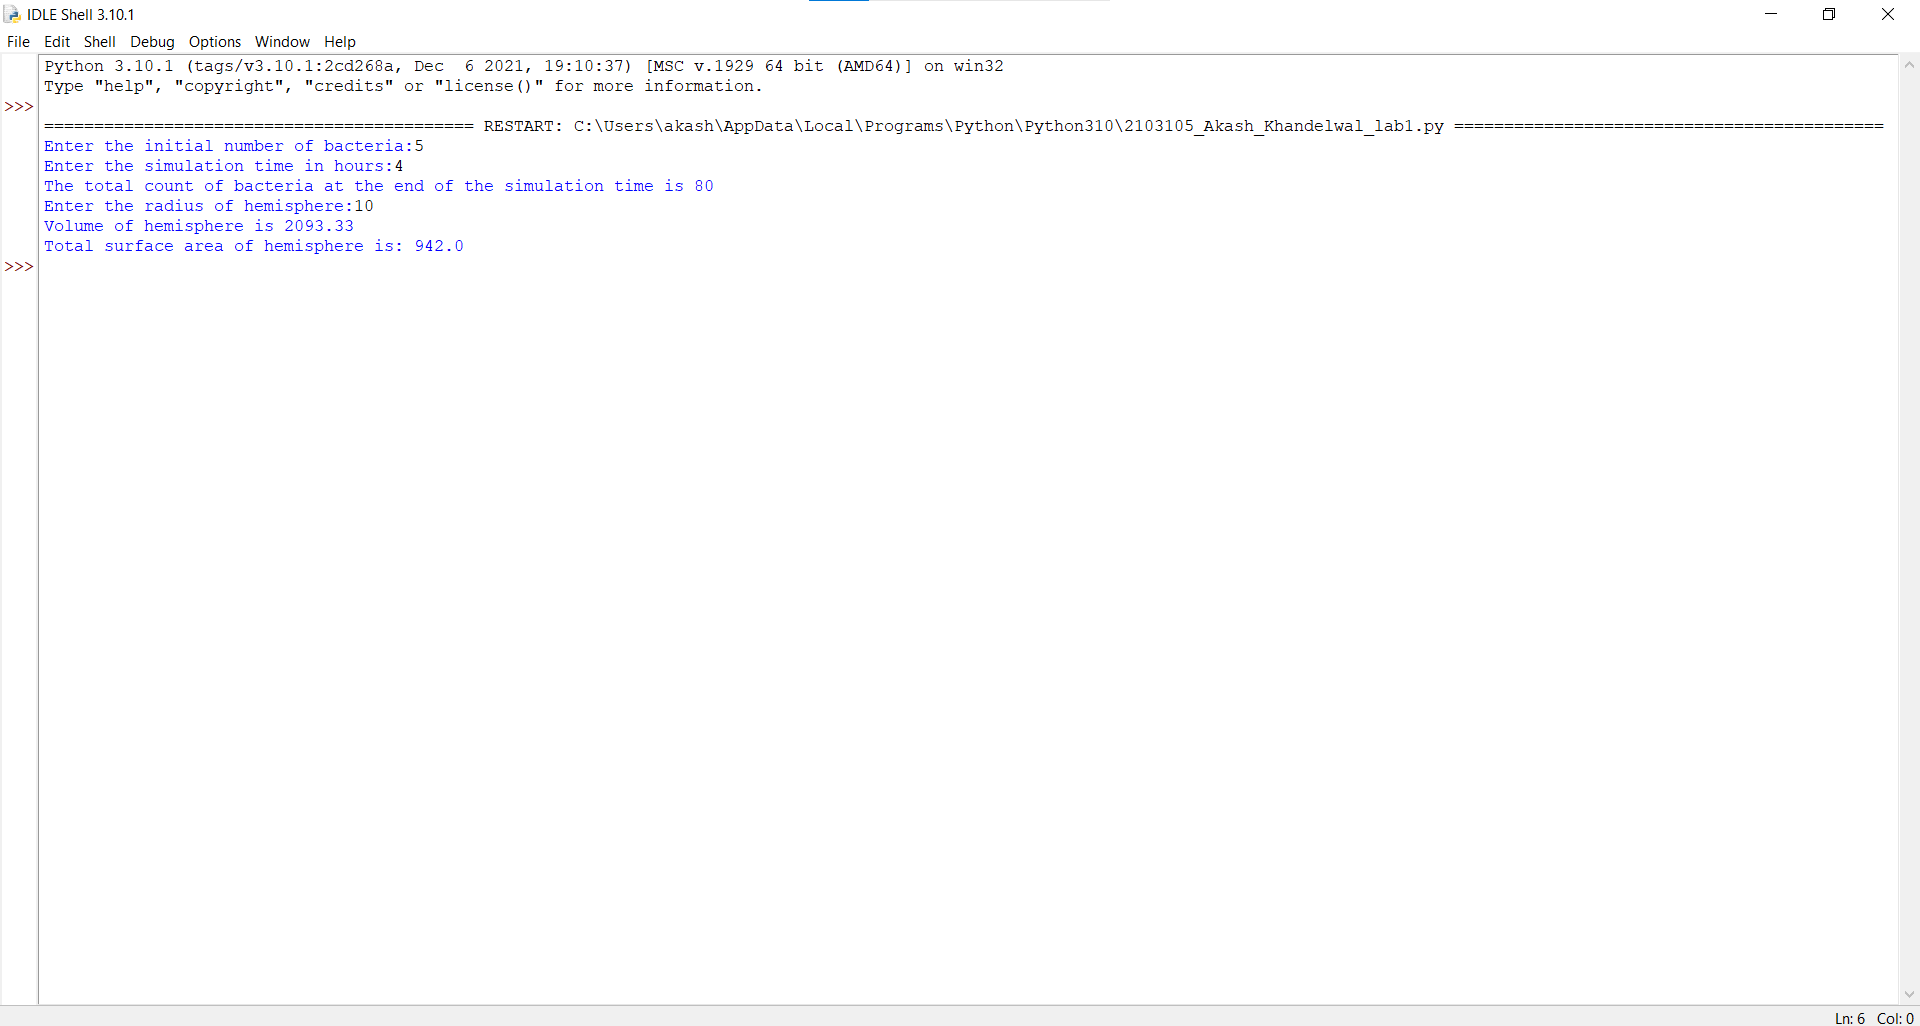 IDLE Shell 3.10.1
File Edit Shell Debug Options Window Help
Python 3.10.1 (tags/v3.10.1:2cd268a, Dec  6 2021, 19:10:37) [MSC v.1929 64 bit (AMD64)] on win32
Type "help", "copyright", "credits" or "license()" for more information.
>>>
=========================================== RESTART: C:\Users\akash\AppData\Local\Programs\Python\Python310\2103105_Akash_Khandelwal_lab1.py ===========================================
Enter the initial number of bacteria:5
Enter the simulation time in hours:4
The total count of bacteria at the end of the simulation time is 80
Enter the radius of hemisphere:10
Volume of hemisphere is 2093.33
Total surface area of hemisphere is: 942.0
>>>
Ln: 6 Col: 0